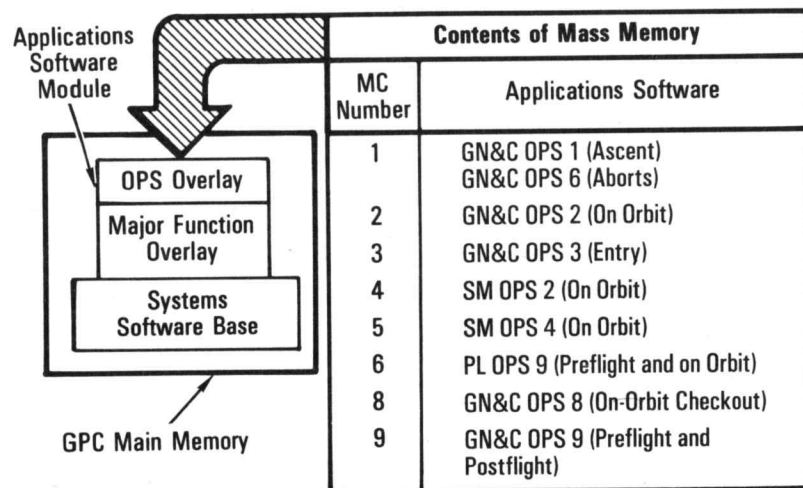 Applications
Software
Module
OPS Overlay
Major Function
Overlay
Systems
Software Base
GPC Main Memory
Contents of Mass Memory
MC
Number
Applications Software
1 GN&C OPS 1 (Ascent)
GN&C OPS 6 (Aborts)
2 GN&C OPS 2 (On Orbit)
3 GN&C OPS 3 (Entry)
4 SM OPS 2 (On Orbit)
5 SM OPS 4 (On Orbit)
6 PL OPS 9 (Preflight and on Orbit)
8 GN&C OPS 8 (On-Orbit Checkout)
9 GN&C OPS 9 (Preflight and
Postflight)